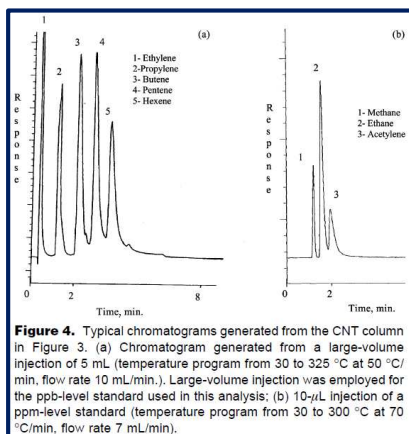 (a)
1
2
3
4
5
1- Ethylene
2-Propylene
3- Butene
4- Pentene
5- Hexene
Response
0
2
8
Time, min.
(b)
1
2
3
1- Methane
2- Ethane
3- Acetylene
Response
0
2
Time, min.
Figure 4. Typical chromatograms generated from the CNT column
in Figure 3. (a) Chromatogram generated from a large-volume
injection of 5 mL (temperature program from 30 to 325 °C at 50 °C/
min, flow rate 10 mL/min.). Large-volume injection was employed for
the ppb-level standard used in this analysis; (b) 10-μL injection of a
ppm-level standard (temperature program from 30 to 300 °C at 70
°C/min, flow rate 7 mL/min).